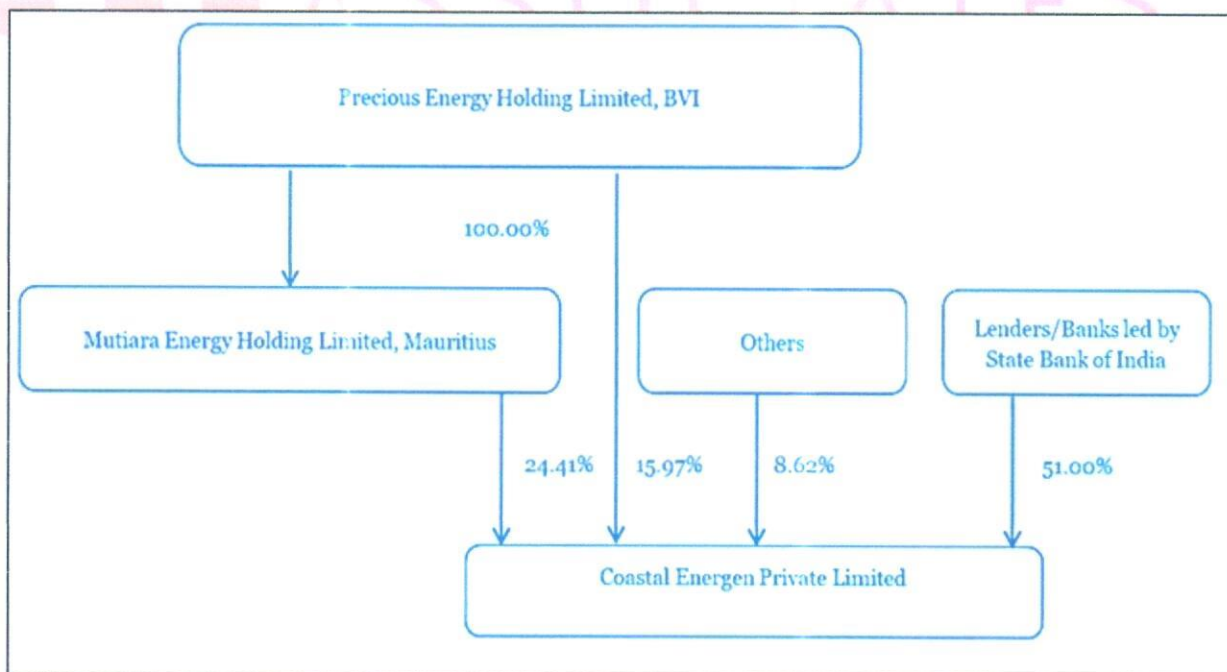 Precious Energy Holding Limited, BVI
100.00%
Mutiara Energy Holding Limited, Mauritius
Others
Lenders/Banks led by
State Bank of India
24.41%
15.97%
8.62%
51.00%
Coastal Energen Private Limited